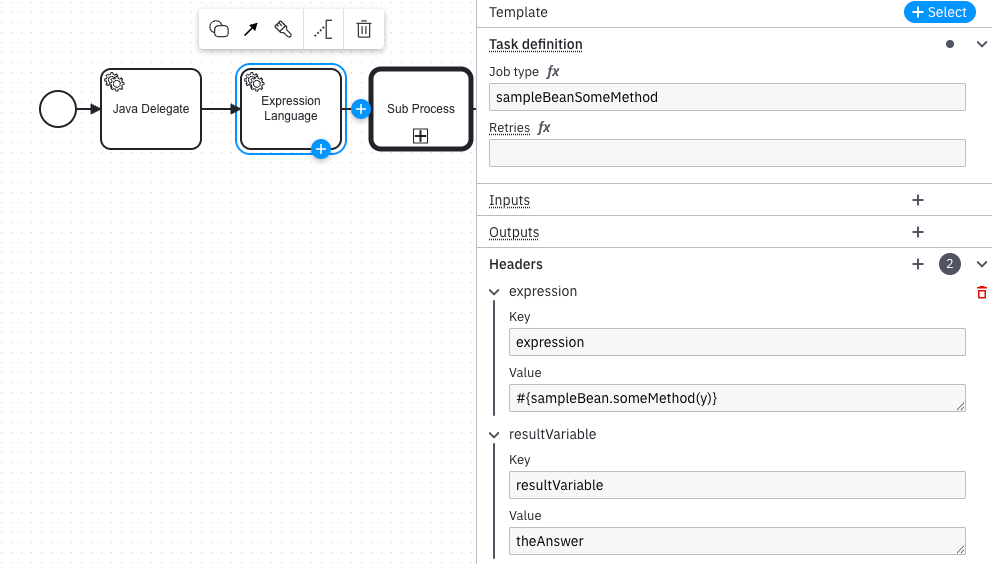 Java Delegate
Expression
Language
Sub Process
Template
Select
Task definition
Job type fx
sampleBeanSomeMethod
Retries fx
Inputs
Outputs
Headers
2
expression
Key
expression
Value
#{sampleBean.someMethod(y)}
resultVariable
Key
resultVariable
Value
theAnswer